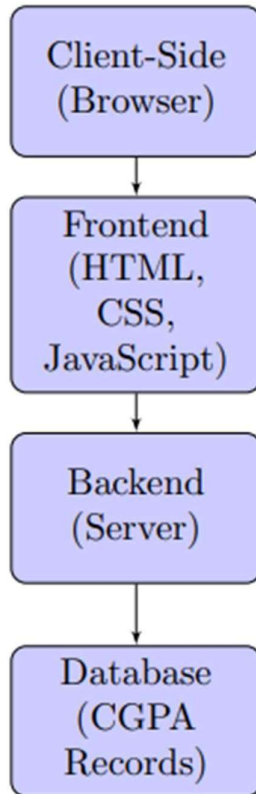 Client-Side
(Browser)
Frontend
(HTML,
CSS,
JavaScript)
Backend
(Server)
Database
(CGPA
Records)